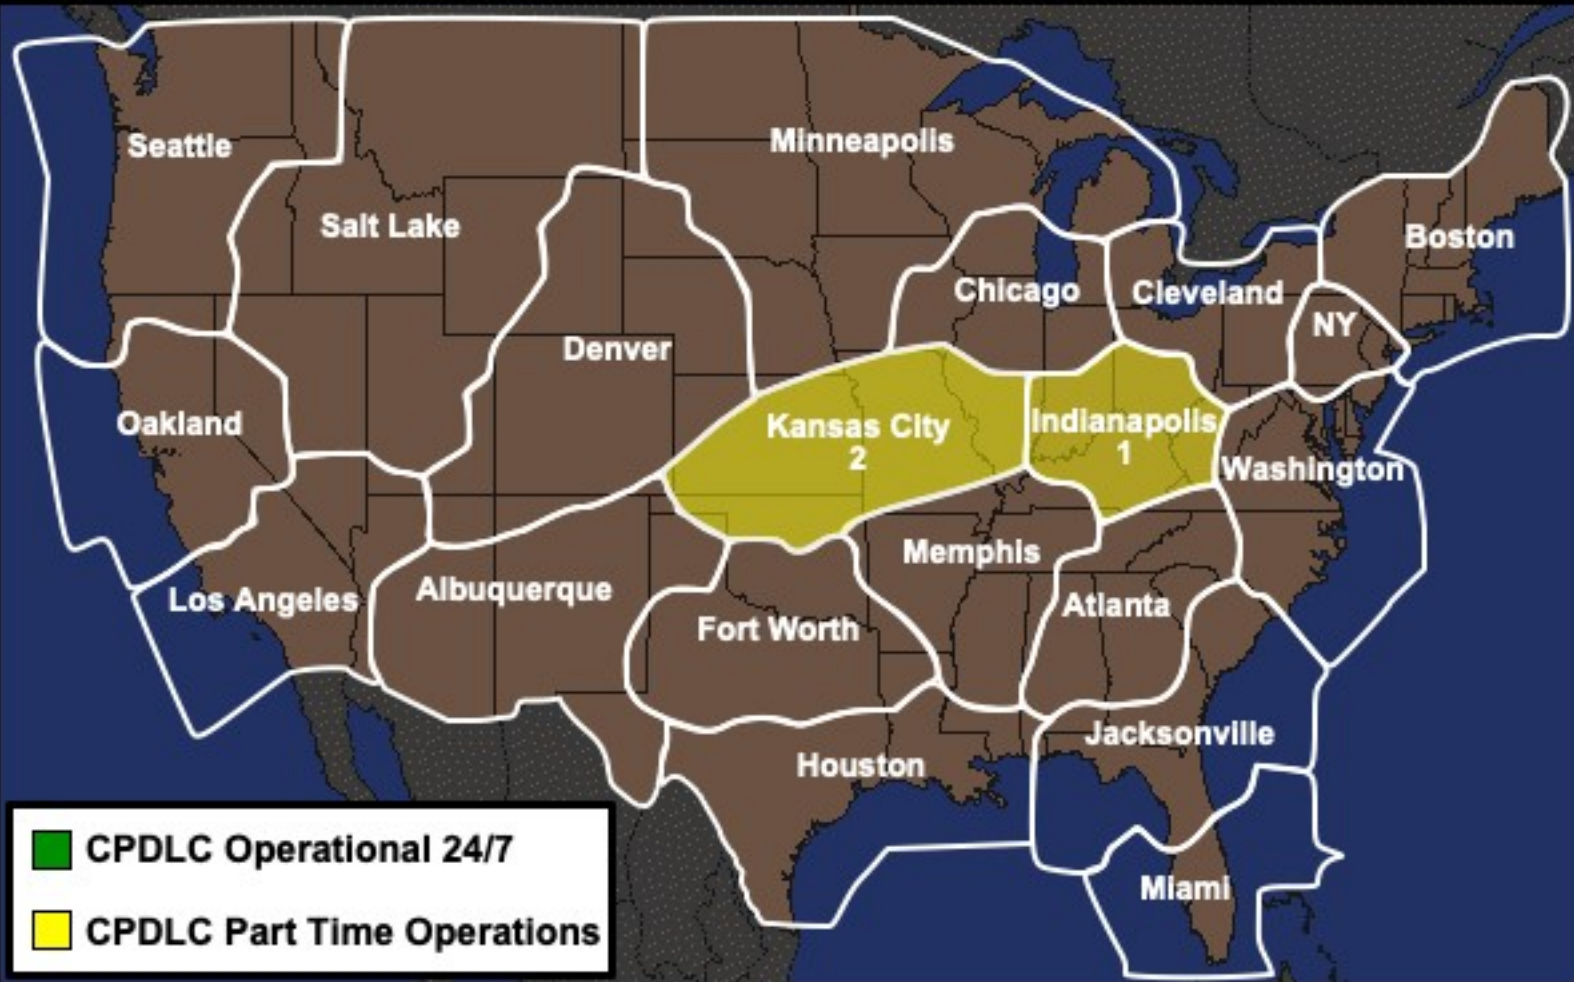 Seattle
Minneapolis
Salt Lake
Boston
Chicago
Cleveland
NY
Denver
Oakland
Kansas City
2
Indianapolis
1
Washington
Memphis
Los Angeles
Albuquerque
Atlanta
Fort Worth
Jacksonville
Houston
Miami
CPDLC Operational 24/7
CPDLC Part Time Operations